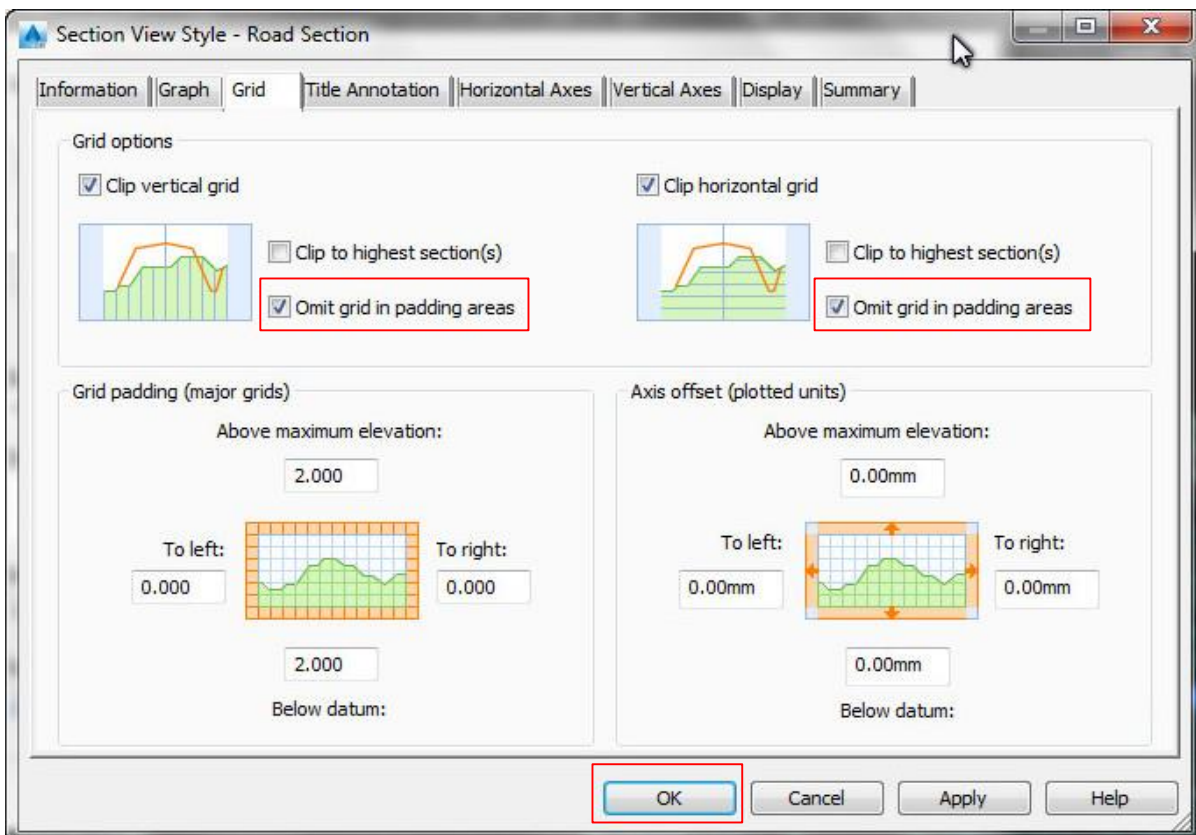 Section View Style - Road Section
Information Graph Grid Title Annotation Horizontal Axes Vertical Axes Display Summary
Grid options
Clip vertical grid
Clip to highest section(s)
Omit grid in padding areas
Clip horizontal grid
Clip to highest section(s)
Omit grid in padding areas
Grid padding (major grids)
Above maximum elevation:
2.000
To left:
0.000
To right:
0.000
2.000
Below datum:
Axis offset (plotted units)
Above maximum elevation:
0.00mm
To left:
0.00mm
To right:
0.00mm
0.00mm
Below datum:
OK Cancel Apply Help